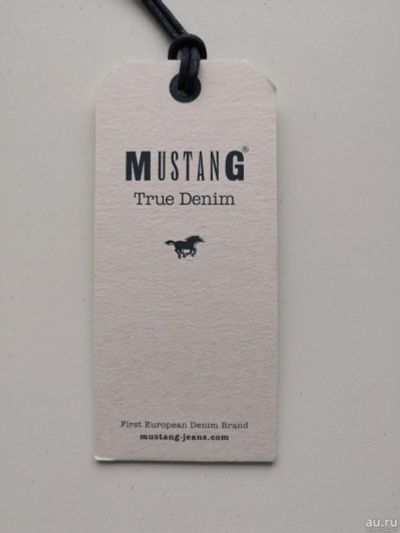 MUSTANG®
True Denim
First European Denim Brand
mustang-jeans.com
au.ru